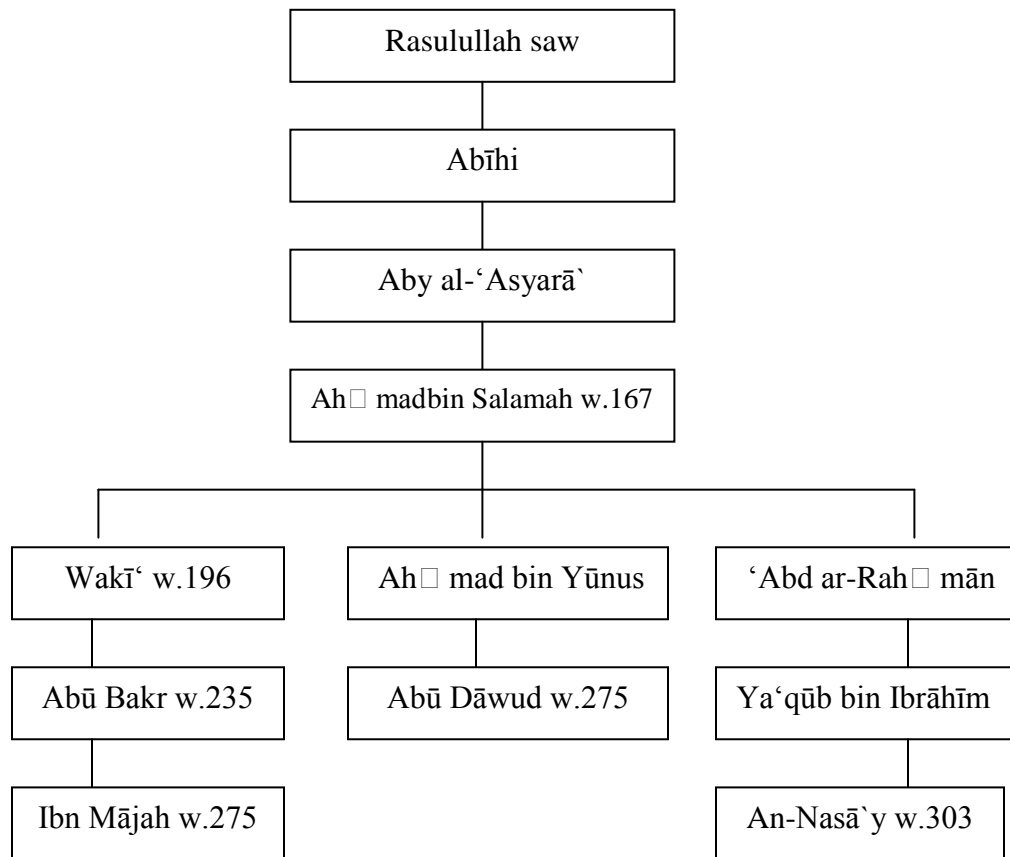 Rasulullah saw
Abīhi
Aby al-‘Asyarā`
Ah□ madbin Salamah w.167
Wakī‘ w.196
Ah□ mad bin Yūnus
‘Abd ar-Rah□ mān
Abū Bakr w.235
Abū Dāwud w.275
Ya‘qūb bin Ibrāhīm
Ibn Mājah w.275
An-Nasā`y w.303